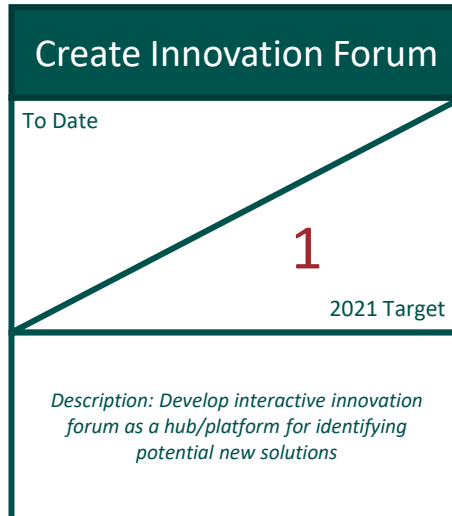 Create Innovation Forum
To Date
1
2021 Target
Description: Develop interactive innovation
forum as a hub/platform for identifying
potential new solutions